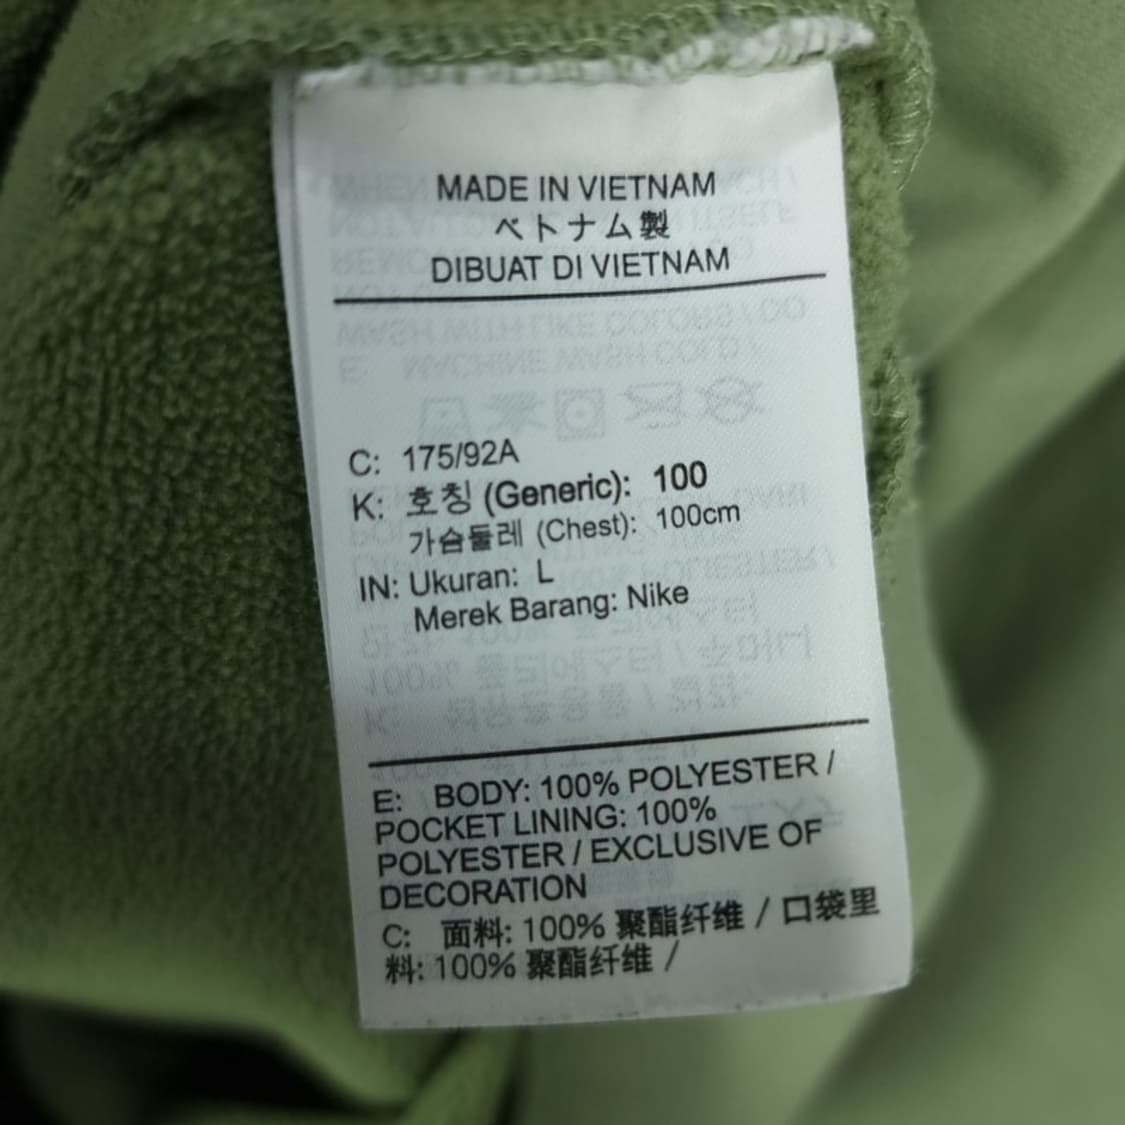 MADE IN VIETNAM
ベトナム製
DIBUAT DI VIETNAM
C: 175/92A
K: 호칭 (Generic): 100
가슴둘레 (Chest): 100cm
IN: Ukuran: L
Merek Barang: Nike
E: BODY: 100% POLYESTER /
POCKET LINING: 100%
POLYESTER / EXCLUSIVE OF
DECORATION
C: 面料: 100% 聚酯纤维 / 口袋里
料: 100% 聚酯纤维 /